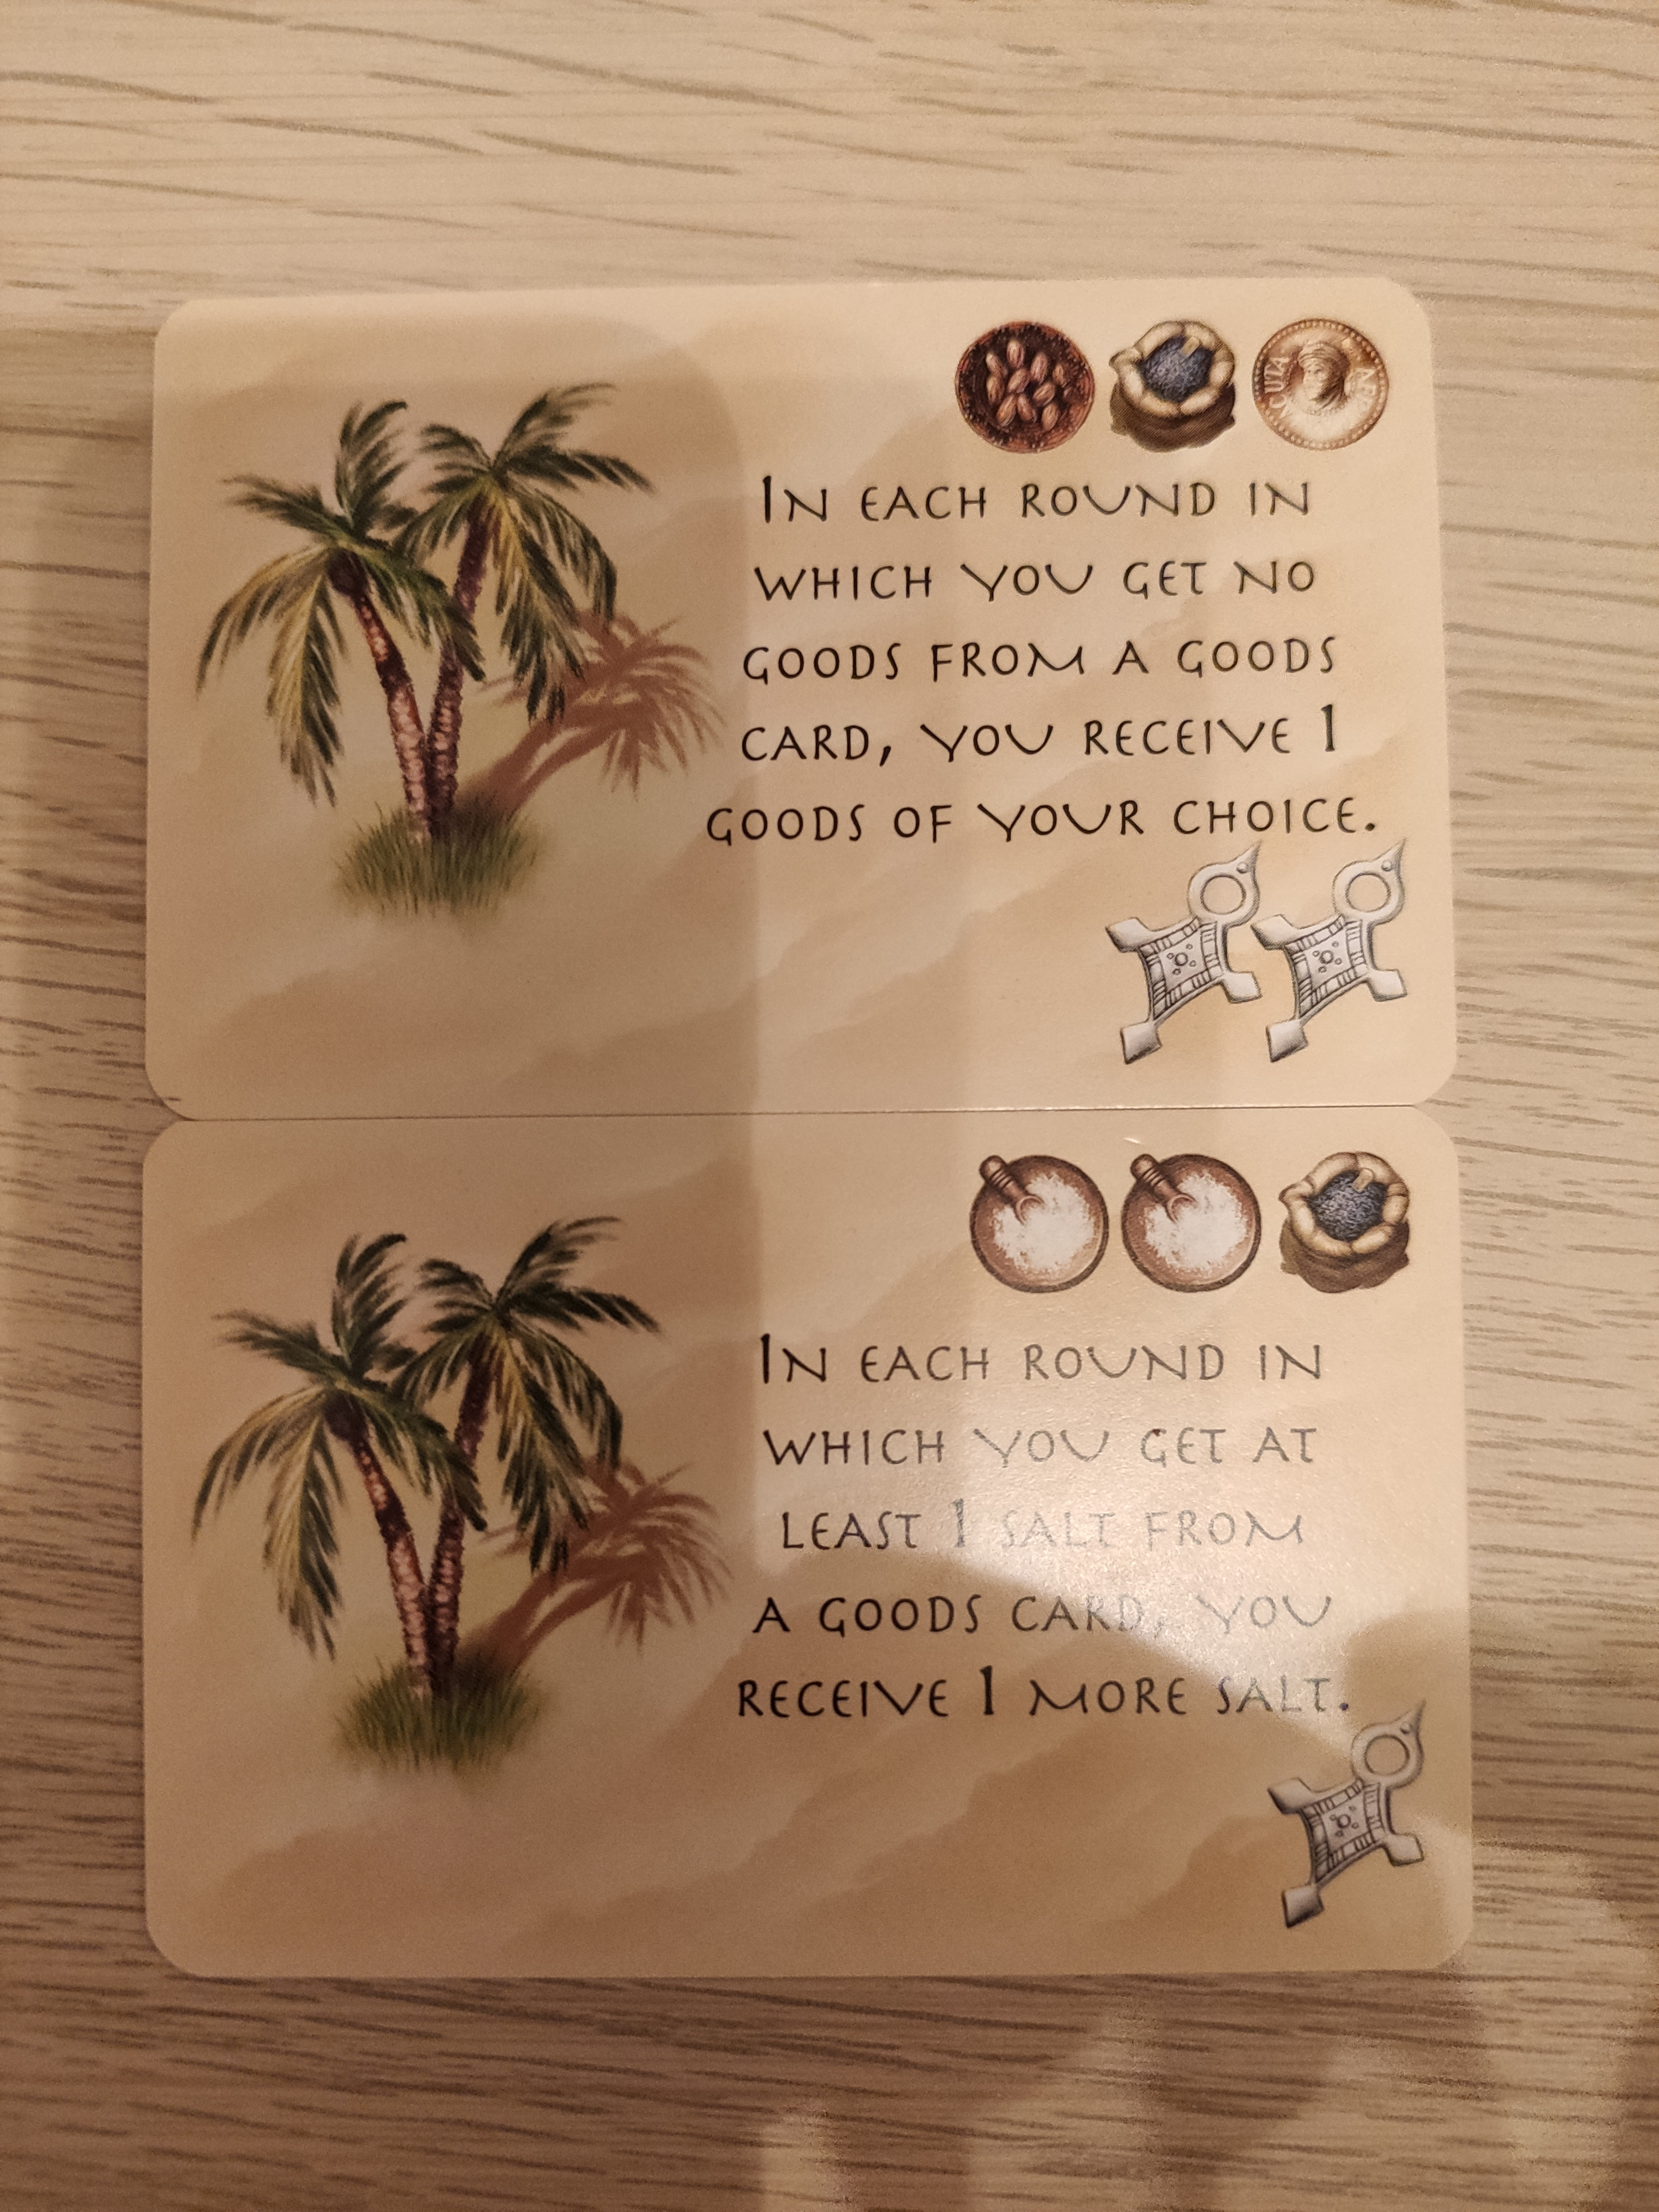 IN EACH ROUND IN
WHICH YOU GET NO
GOODS FROM A GOODS
CARD, YOU RECEIVE 1
GOODS OF YOUR CHOICE.
IN EACH ROUND IN
WHICH YOU GET AT
LEAST 1 SALT FROM
A GOODS CARD, YOU
RECEIVE 1 MORE SALT.